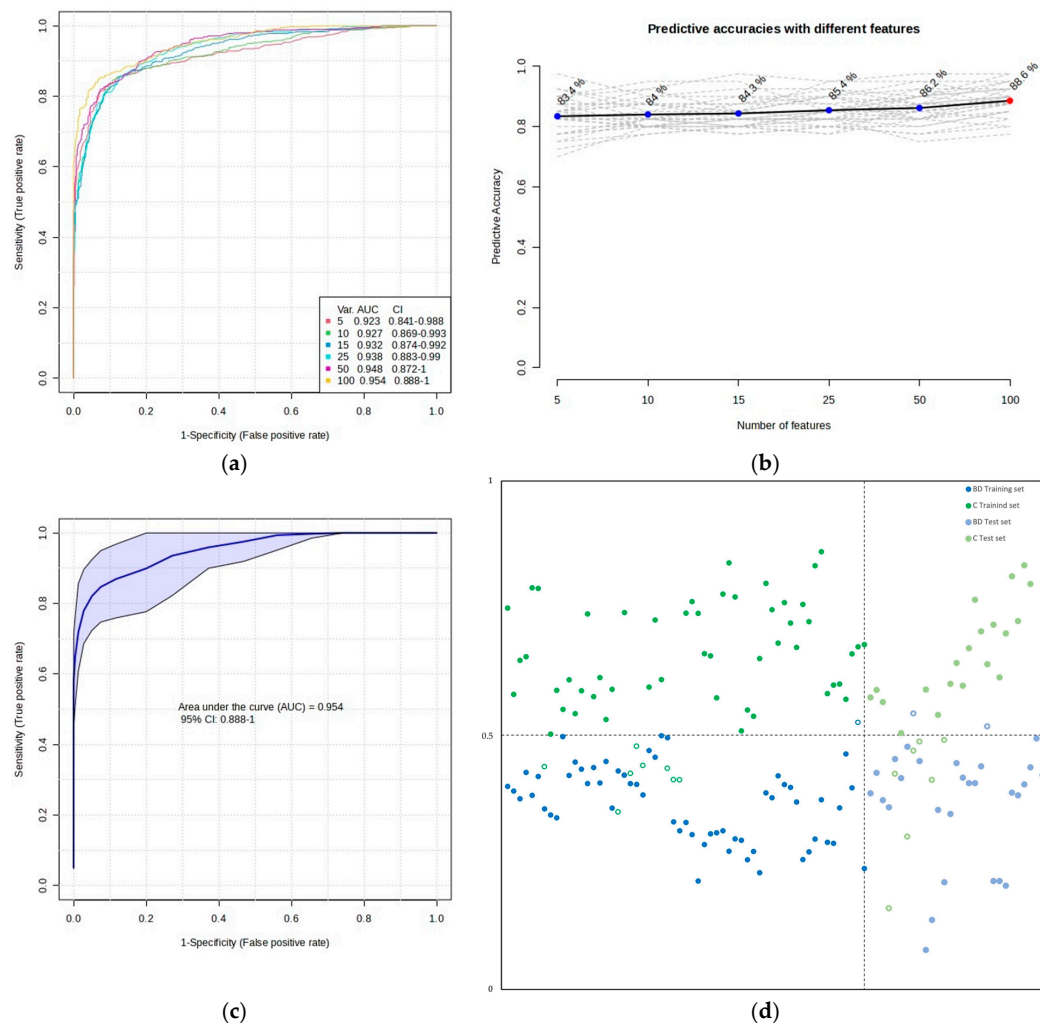 Sensitivity (True positive rate)
1.0
0.8
0.6
0.4
0.2
0.0
Var. AUC CI
5 0.923 0.841-0.988
10 0.927 0.869-0.993
15 0.932 0.874-0.992
25 0.938 0.883-0.99
50 0.948 0.872-1
100 0.954 0.888-1
0.0 0.2 0.4 0.6 0.8 1.0
1-Specificity (False positive rate)
(a)
Predictive accuracies with different features
Predictive Accuracy
1.0
0.8
0.6
0.4
0.2
0.0
83.4 % 84 % 84.3 % 85.4 % 86.2 % 88.6 %
5 10 15 25 50 100
Number of features
(b)
Sensitivity (True positive rate)
1.0
0.8
0.6
0.4
0.2
0.0
Area under the curve (AUC) = 0.954
95% CI: 0.888-1
0.0 0.2 0.4 0.6 0.8 1.0
1-Specificity (False positive rate)
(c)
1
0.5
0
BD Training set
C Traínind set
BD Test set
C Test set
(d)